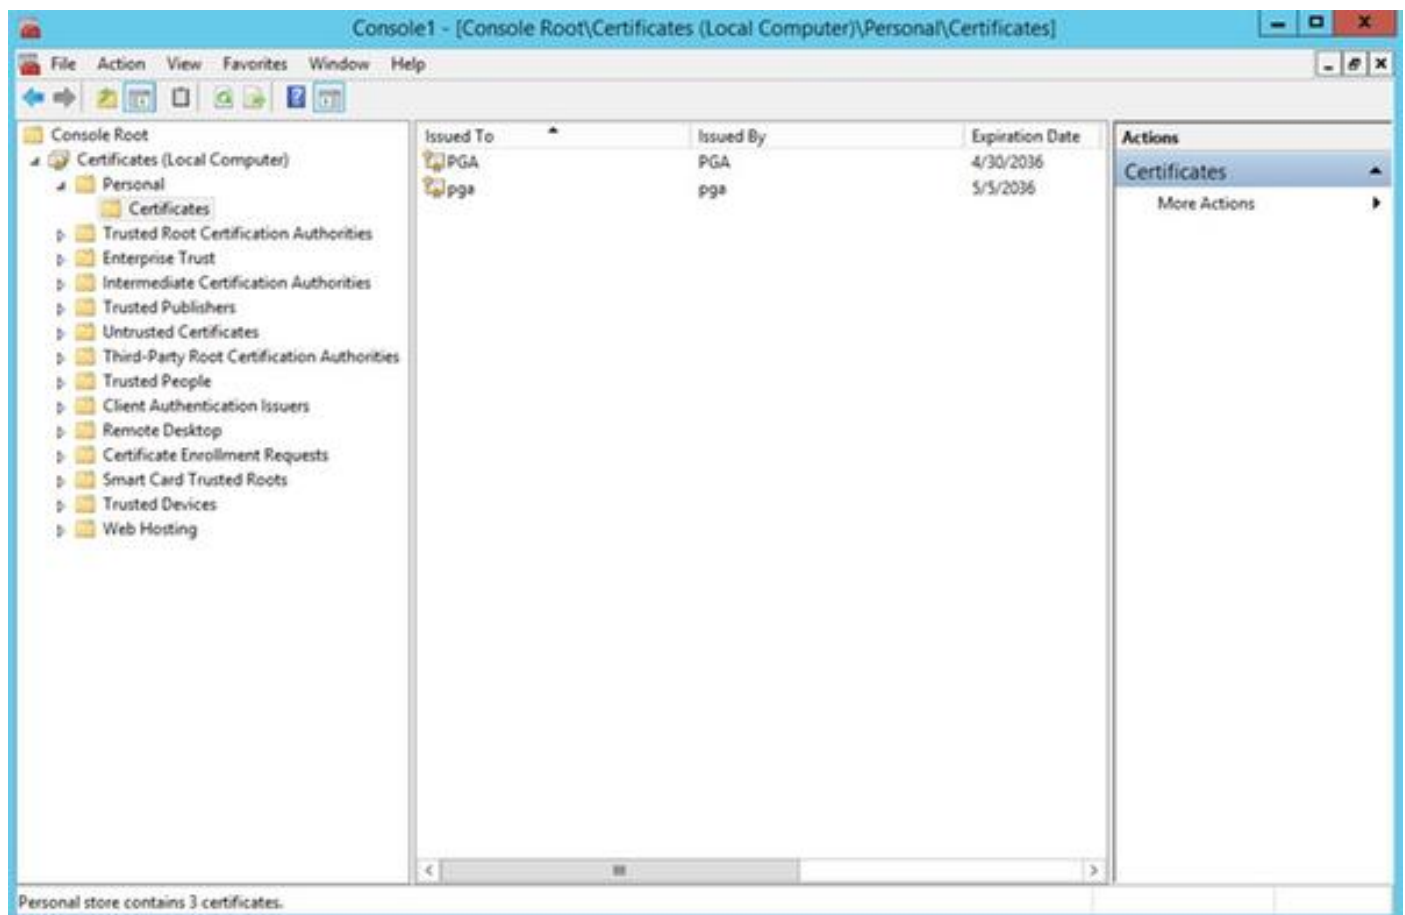 Console1 - [Console Root\Certificates (Local Computer)\Personal\Certificates]
File Action View Favorites Window Help
Console Root
Certificates (Local Computer)
Personal
Certificates
Trusted Root Certification Authorities
Enterprise Trust
Intermediate Certification Authorities
Trusted Publishers
Untrusted Certificates
Third-Party Root Certification Authorities
Trusted People
Client Authentication Issuers
Remote Desktop
Certificate Enrollment Requests
Smart Card Trusted Roots
Trusted Devices
Web Hosting
Issued To Issued By Expiration Date
PGA PGA 4/30/2036
pga pga 5/5/2036
Actions
Certificates
More Actions
Personal store contains 3 certificates.